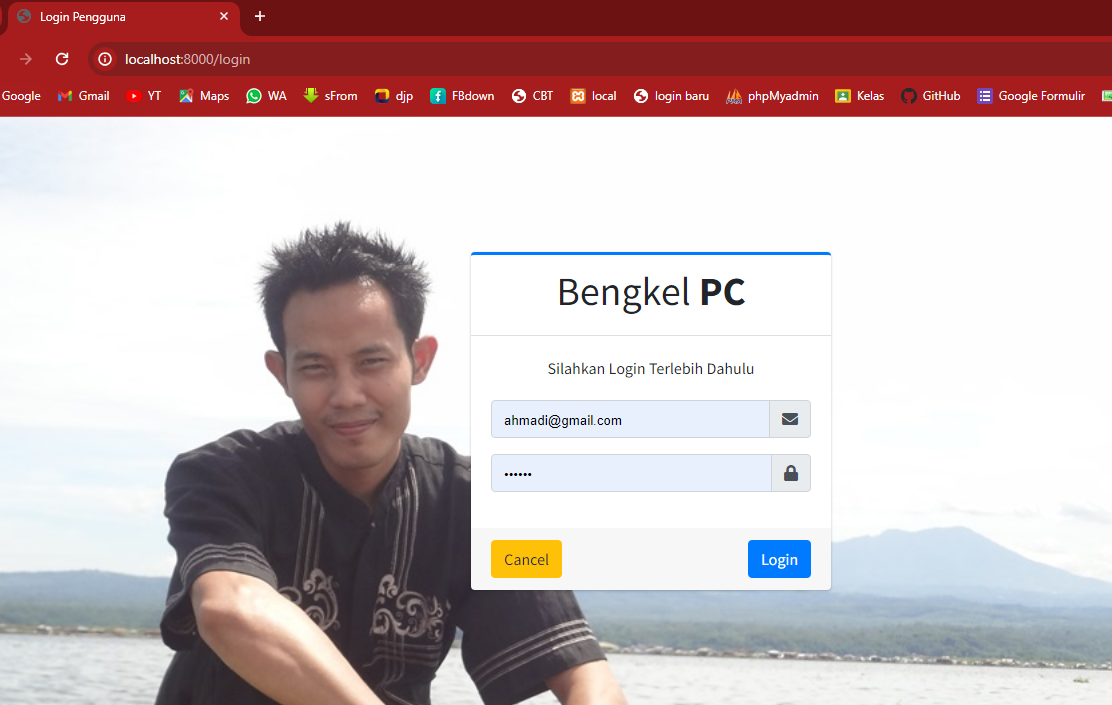 Login Pengguna
localhost:8000/login
Google Gmail YT Maps WA sFrom djp FBdown CBT local login baru phpMyadmin Kelas GitHub Google Formulir
Bengkel PC
Silahkan Login Terlebih Dahulu
ahmadi@gmail.com
••••••
Cancel Login